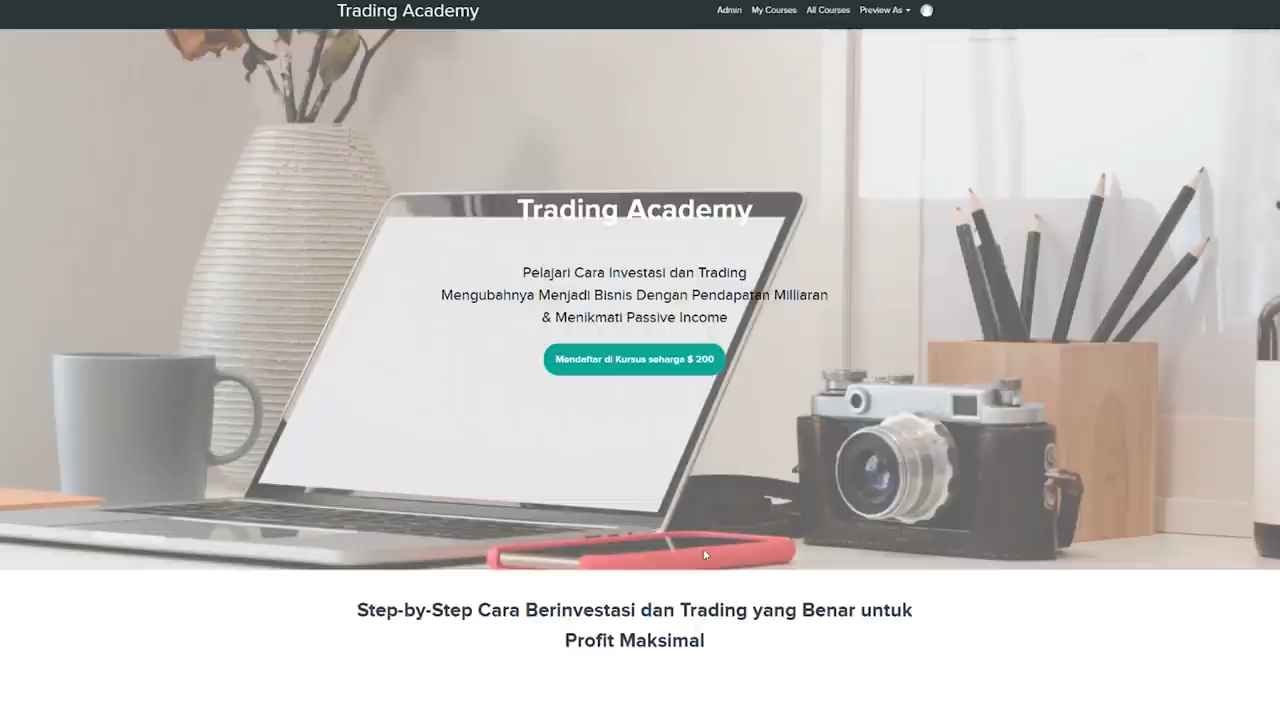 Trading Academy
Admin My Courses All Courses Preview As
Trading Academy
Pelajari Cara Investasi dan Trading
Mengubahnya Menjadi Bisnis Dengan Pendapatan Milliaran
& Menikmati Passive Income
Mendaftar di Kursus seharga $ 200
Step-by-Step Cara Berinvestasi dan Trading yang Benar untuk
Profit Maksimal